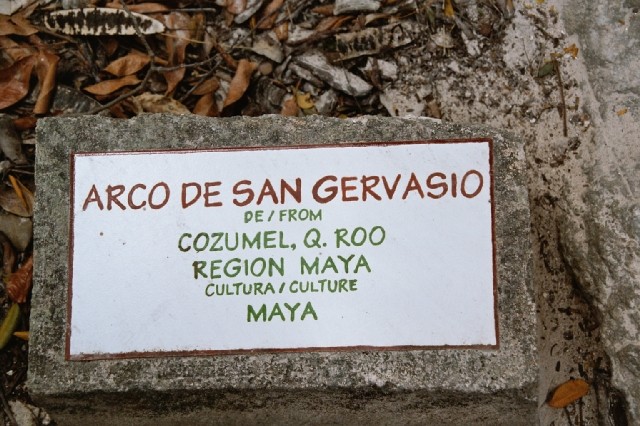 ARCO DE SAN GERVASIO
DE / FROM
COZUMEL, Q. ROO
REGION MAYA
CULTURA / CULTURE
MAYA